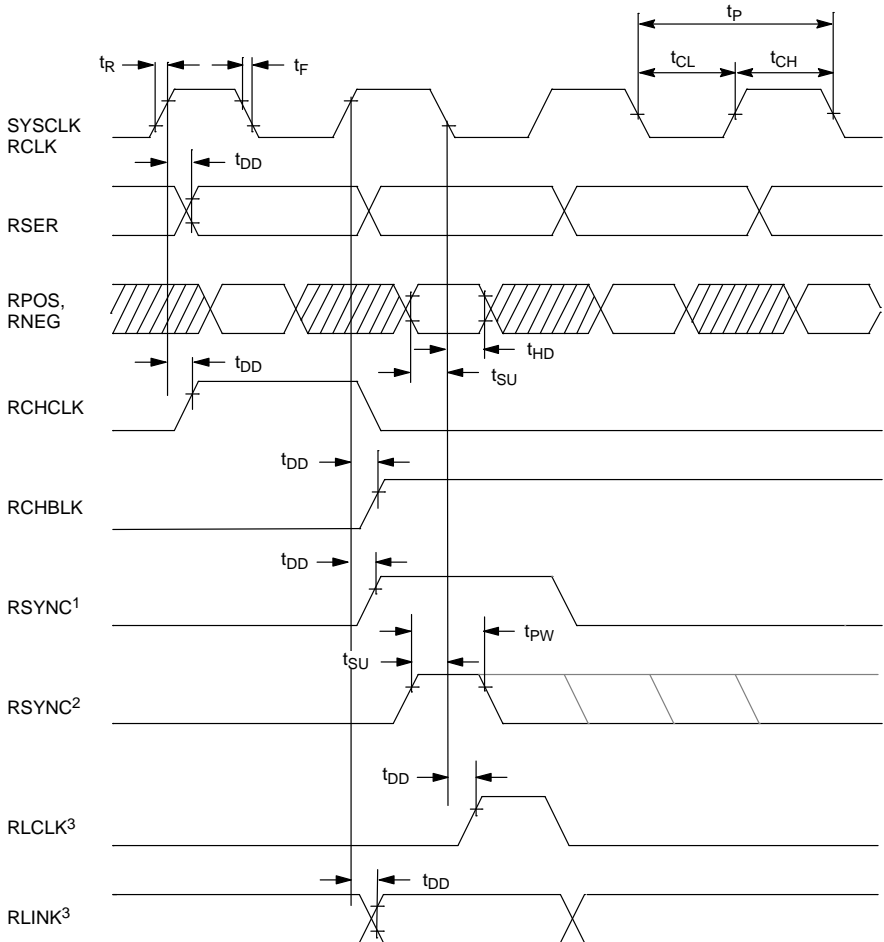 tP
tR
tF
tCL
tCH
SYSCLK
RCLK
tDD
RSER
RPOS,
RNEG
tHD
tSU
tDD
RCHCLK
tDD
RCHBLK
tDD
RSYNC1
tPW
tSU
RSYNC2
tDD
RLCLK3
tDD
RLINK3